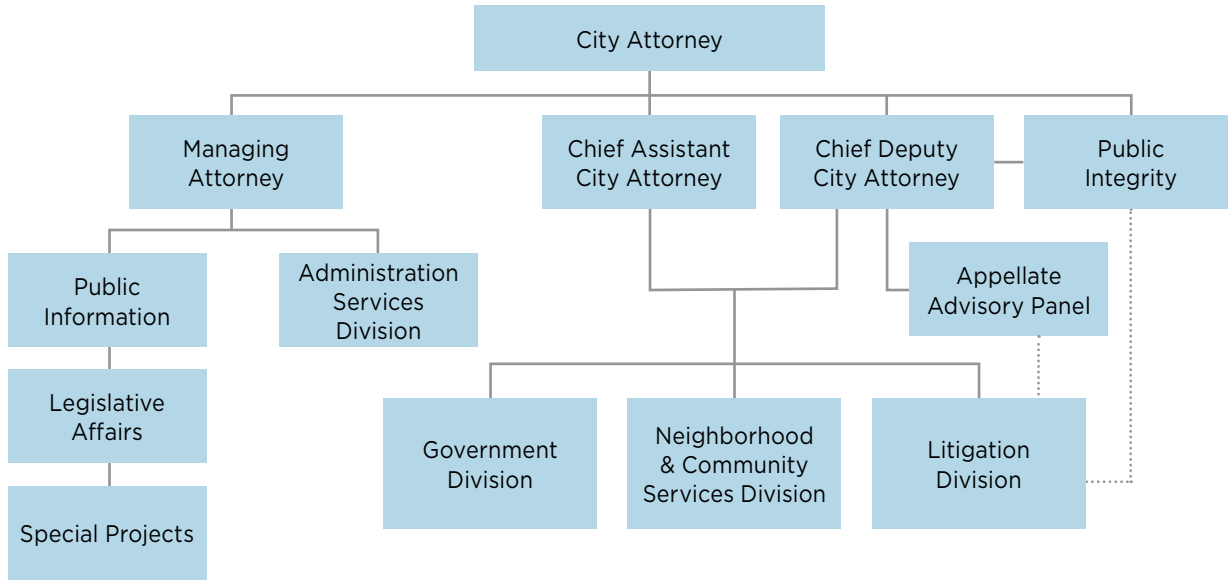 City Attorney
Managing
Attorney
Chief Assistant
City Attorney
Chief Deputy
City Attorney
Public
Integrity
Public
Information
Administration
Services
Division
Appellate
Advisory Panel
Legislative
Affairs
Government
Division
Neighborhood
& Community
Services Division
Litigation
Division
Special Projects